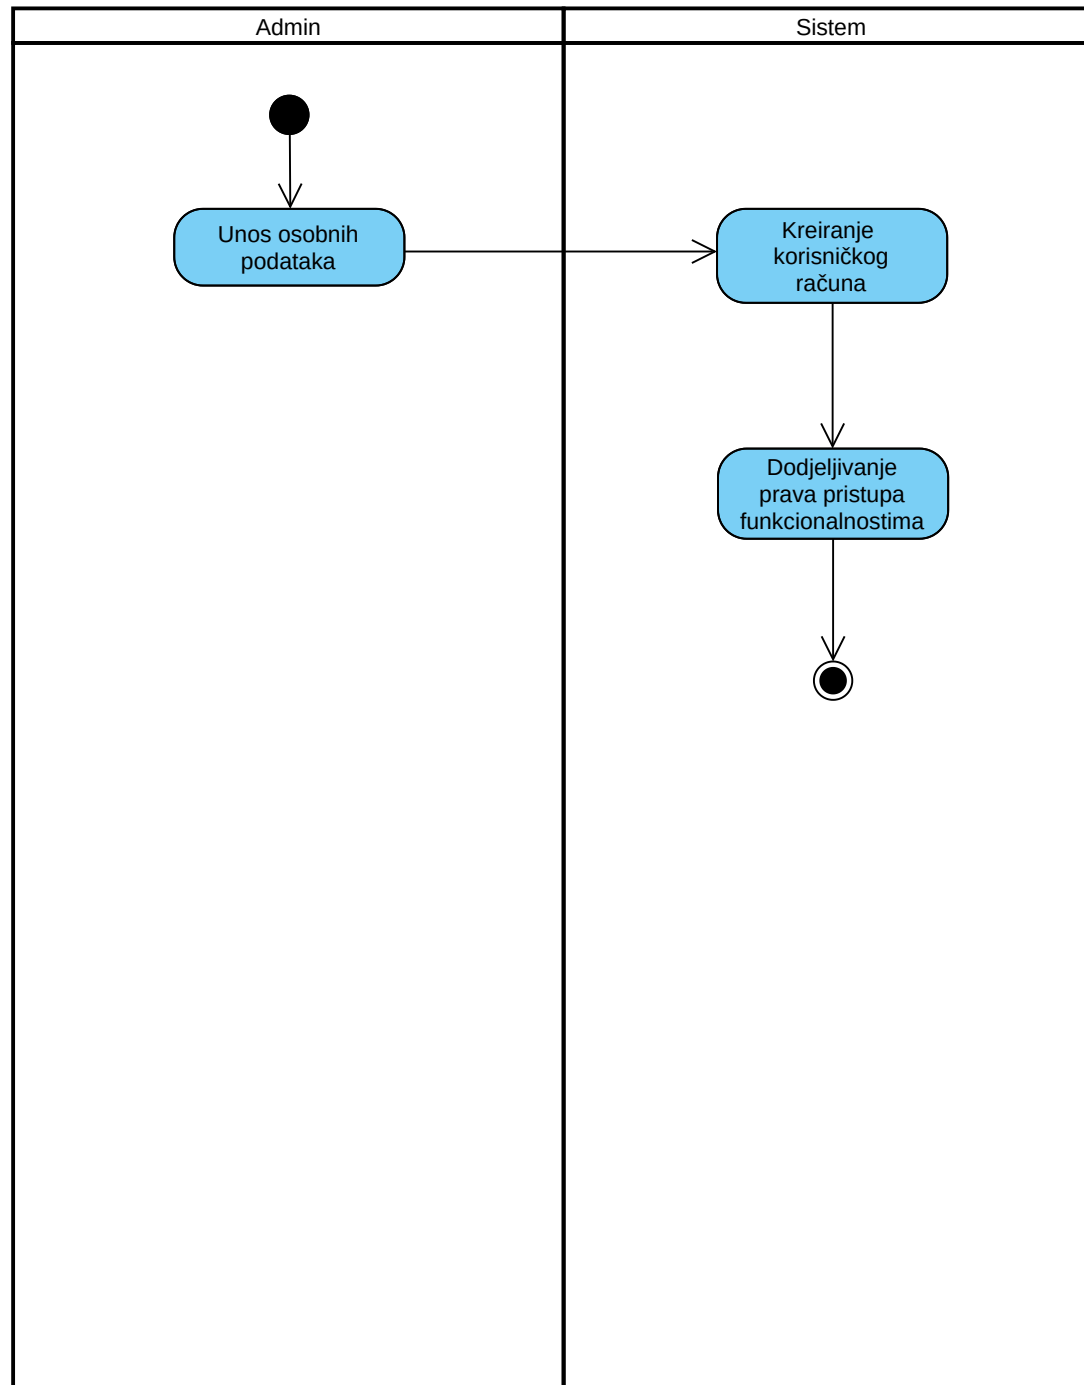 Admin
Sistem
Unos osobnih
podataka
Kreiranje
korisničkog
računa
Dodjeljivanje
prava pristupa
funkcionalnostima